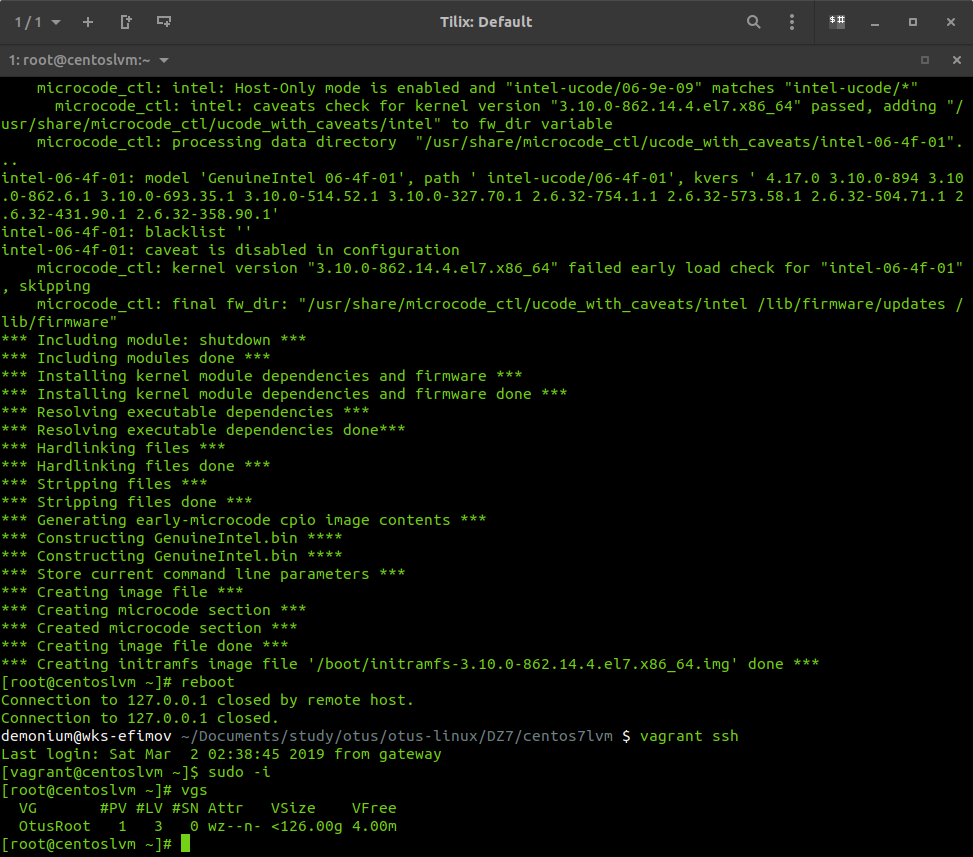 1 / 1
Tilix: Default
1: root@centoslvm:~
    microcode_ctl: intel: Host-Only mode is enabled and "intel-ucode/06-9e-09" matches "intel-ucode/*"
      microcode_ctl: intel: caveats check for kernel version "3.10.0-862.14.4.el7.x86_64" passed, adding "/
usr/share/microcode_ctl/ucode_with_caveats/intel" to fw_dir variable
    microcode_ctl: processing data directory  "/usr/share/microcode_ctl/ucode_with_caveats/intel-06-4f-01".
..
intel-06-4f-01: model 'GenuineIntel 06-4f-01', path ' intel-ucode/06-4f-01', kvers ' 4.17.0 3.10.0-894 3.10
.0-862.6.1 3.10.0-693.35.1 3.10.0-514.52.1 3.10.0-327.70.1 2.6.32-754.1.1 2.6.32-573.58.1 2.6.32-504.71.1 2
.6.32-431.90.1 2.6.32-358.90.1'
intel-06-4f-01: blacklist ''
intel-06-4f-01: caveat is disabled in configuration
    microcode_ctl: kernel version "3.10.0-862.14.4.el7.x86_64" failed early load check for "intel-06-4f-01"
, skipping
    microcode_ctl: final fw_dir: "/usr/share/microcode_ctl/ucode_with_caveats/intel /lib/firmware/updates /
lib/firmware"
*** Including module: shutdown ***
*** Including modules done ***
*** Installing kernel module dependencies and firmware ***
*** Installing kernel module dependencies and firmware done ***
*** Resolving executable dependencies ***
*** Resolving executable dependencies done***
*** Hardlinking files ***
*** Hardlinking files done ***
*** Stripping files ***
*** Stripping files done ***
*** Generating early-microcode cpio image contents ***
*** Constructing GenuineIntel.bin ****
*** Constructing GenuineIntel.bin ****
*** Store current command line parameters ***
*** Creating image file ***
*** Creating microcode section ***
*** Created microcode section ***
*** Creating image file done ***
*** Creating initramfs image file '/boot/initramfs-3.10.0-862.14.4.el7.x86_64.img' done ***
[root@centoslvm ~]# reboot
Connection to 127.0.0.1 closed by remote host.
Connection to 127.0.0.1 closed.
demonium@wks-efimov ~/Documents/study/otus/otus-linux/DZ7/centos7lvm $ vagrant ssh
Last login: Sat Mar  2 02:38:45 2019 from gateway
[vagrant@centoslvm ~]$ sudo -i
[root@centoslvm ~]# vgs
  VG       #PV #LV #SN Attr   VSize    VFree
  OtusRoot   1   3   0 wz--n- <126.00g 4.00m
[root@centoslvm ~]#